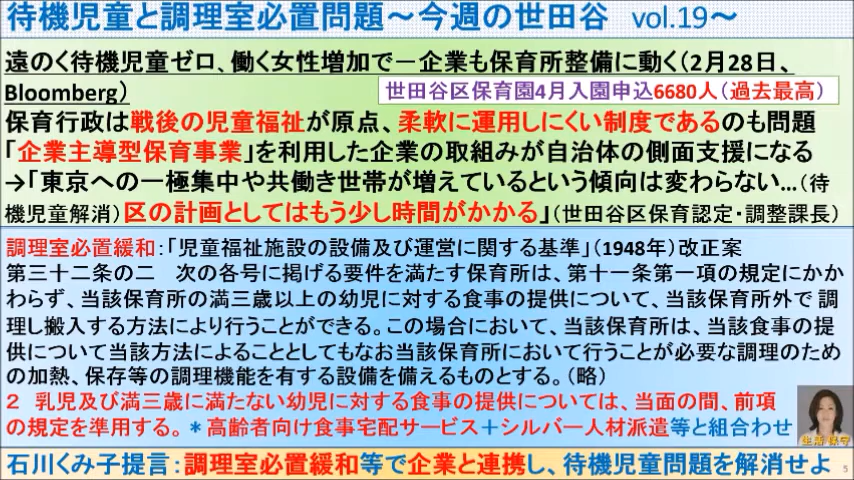 待機児童と調理室必置問題～今週の世田谷 vol.19～
遠のく待機児童ゼロ、働く女性増加で－企業も保育所整備に動く（2月28日、
Bloomberg）
世田谷区保育園4月入園申込6680人（過去最高）
保育行政は戦後の児童福祉が原点、柔軟に運用しにくい制度であるのも問題
「企業主導型保育事業」を利用した企業の取組みが自治体の側面支援になる
→「東京への一極集中や共働き世帯が増えているという傾向は変わらない…（待
機児童解消）区の計画としてはもう少し時間がかかる」（世田谷区保育認定・調整課長）
調理室必置緩和：「児童福祉施設の設備及び運営に関する基準」（1948年）改正案
第三十二条の二　次の各号に掲げる要件を満たす保育所は、第十一条第一項の規定にかか
わらず、当該保育所の満三歳以上の幼児に対する食事の提供について、当該保育所外で 調
理し搬入する方法により行うことができる。この場合において、当該保育所は、当該食事の提
供について当該方法によることとしてもなお当該保育所において行うことが必要な調理のため
の加熱、保存等の調理機能を有する設備を備えるものとする。（略）
２　乳児及び満三歳に満たない幼児に対する食事の提供については、当面の間、前項
の規定を準用する。＊高齢者向け食事宅配サービス＋シルバー人材派遣等と組合わせ
生活保守
石川くみ子提言：調理室必置緩和等で企業と連携し、待機児童問題を解消せよ
5